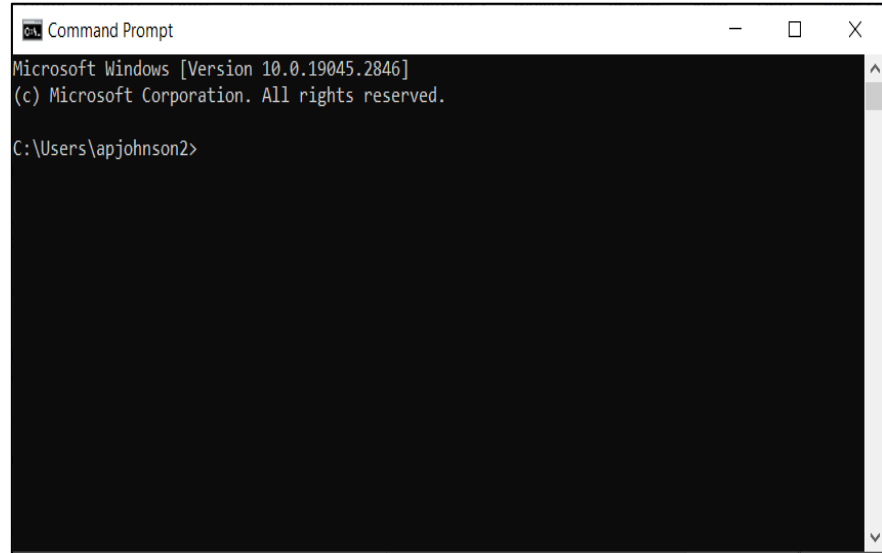 Command Prompt
Microsoft Windows [Version 10.0.19045.2846]
(c) Microsoft Corporation. All rights reserved.
C:\Users\apjohnson2>